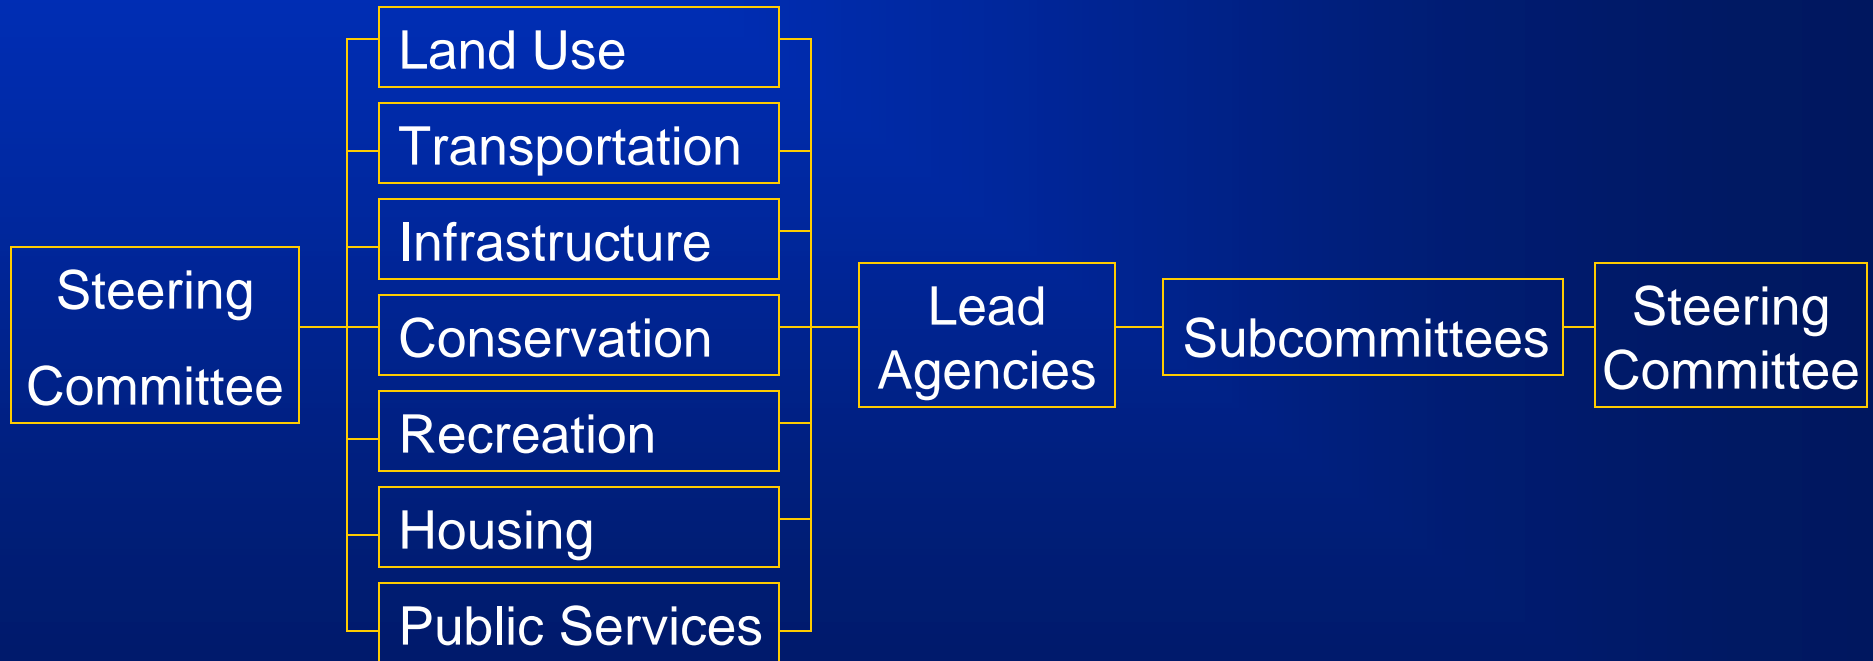 Steering
Committee
Land Use
Transportation
Infrastructure
Conservation
Recreation
Housing
Public Services
Lead
Agencies
Subcommittees
Steering
Committee